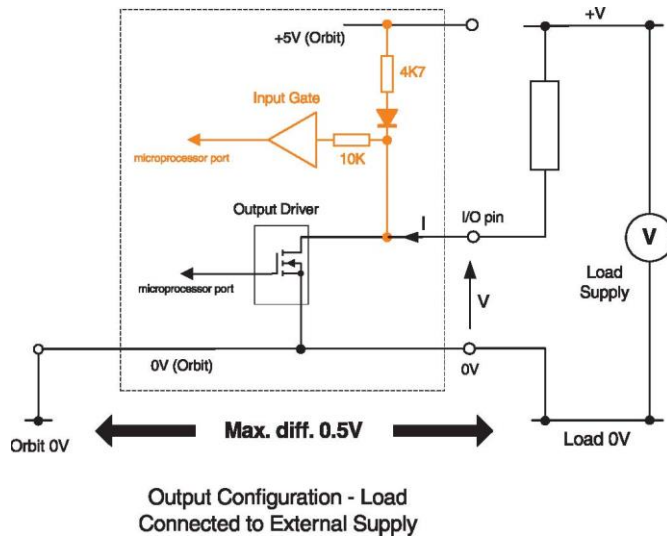 +5V (Orbit)
+V
4K7
Input Gate
microprocessor port
10K
Output Driver
I
I/O pin
V
Load
Supply
microprocessor port
V
0V (Orbit)
0V
Orbit 0V
Max. diff. 0.5V
Load 0V
Output Configuration - Load
Connected to External Supply